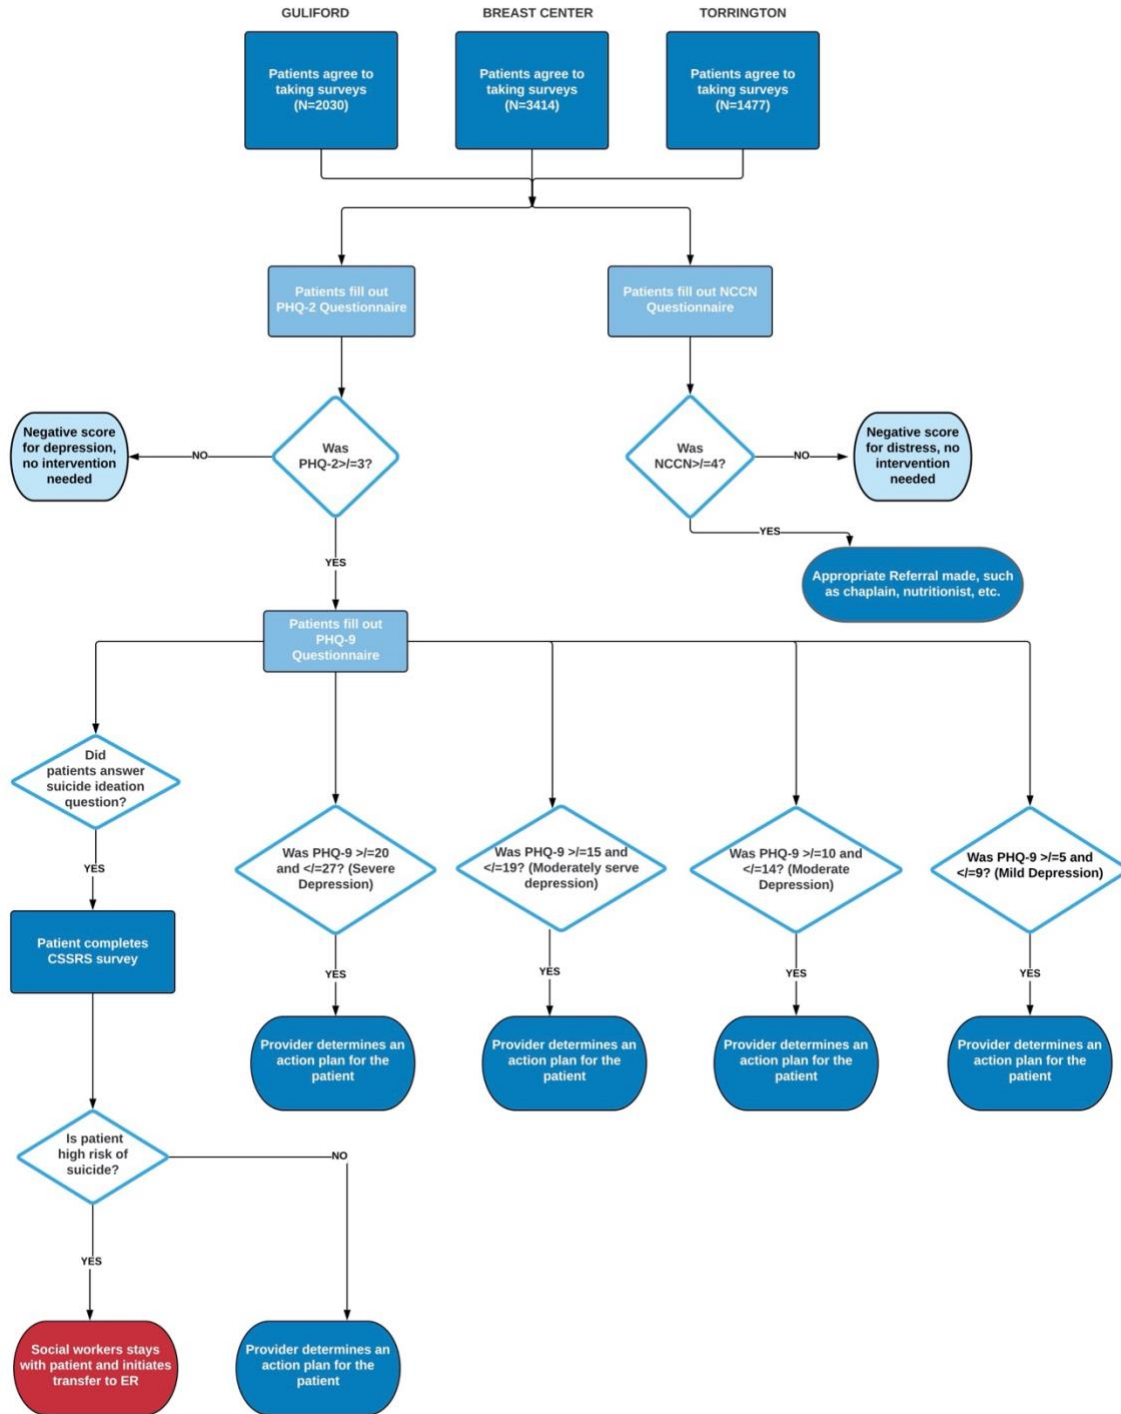 GULIFORD
BREAST CENTER
TORRINGTON
Patients agree to
taking surveys
(N=2030)
Patients agree to
taking surveys
(N=3414)
Patients agree to
taking surveys
(N=1477)
Patients fill out
PHQ-2 Questionnaire
Patients fill out NCCN
Questionnaire
Negative score
for depression,
no intervention
needed
NO
Was
PHQ-2>/=3?
Was
NCCN>/=4?
NO
Negative score
for distress, no
intervention
needed
YES
YES
Appropriate Referral made, such
as chaplain, nutritionist, etc.
Patients fill out
PHQ-9
Questionnaire
Did
patients answer
suicide ideation
question?
Was PHQ-9 >/=20
and </=27? (Severe
Depression)
Was PHQ-9 >/=15 and
</=19? (Moderately serve
depression)
Was PHQ-9 >/=10 and
</=14? (Moderate
Depression)
Was PHQ-9 >/=5 and
</=9? (Mild Depression)
YES
YES
YES
YES
YES
Patient completes
CSSRS survey
Provider determines an
action plan for the
patient
Provider determines an
action plan for the
patient
Provider determines an
action plan for the
patient
Provider determines an
action plan for the
patient
Is patient
high risk of
suicide?
NO
YES
Social workers stays
with patient and initiates
transfer to ER
Provider determines an
action plan for the
patient